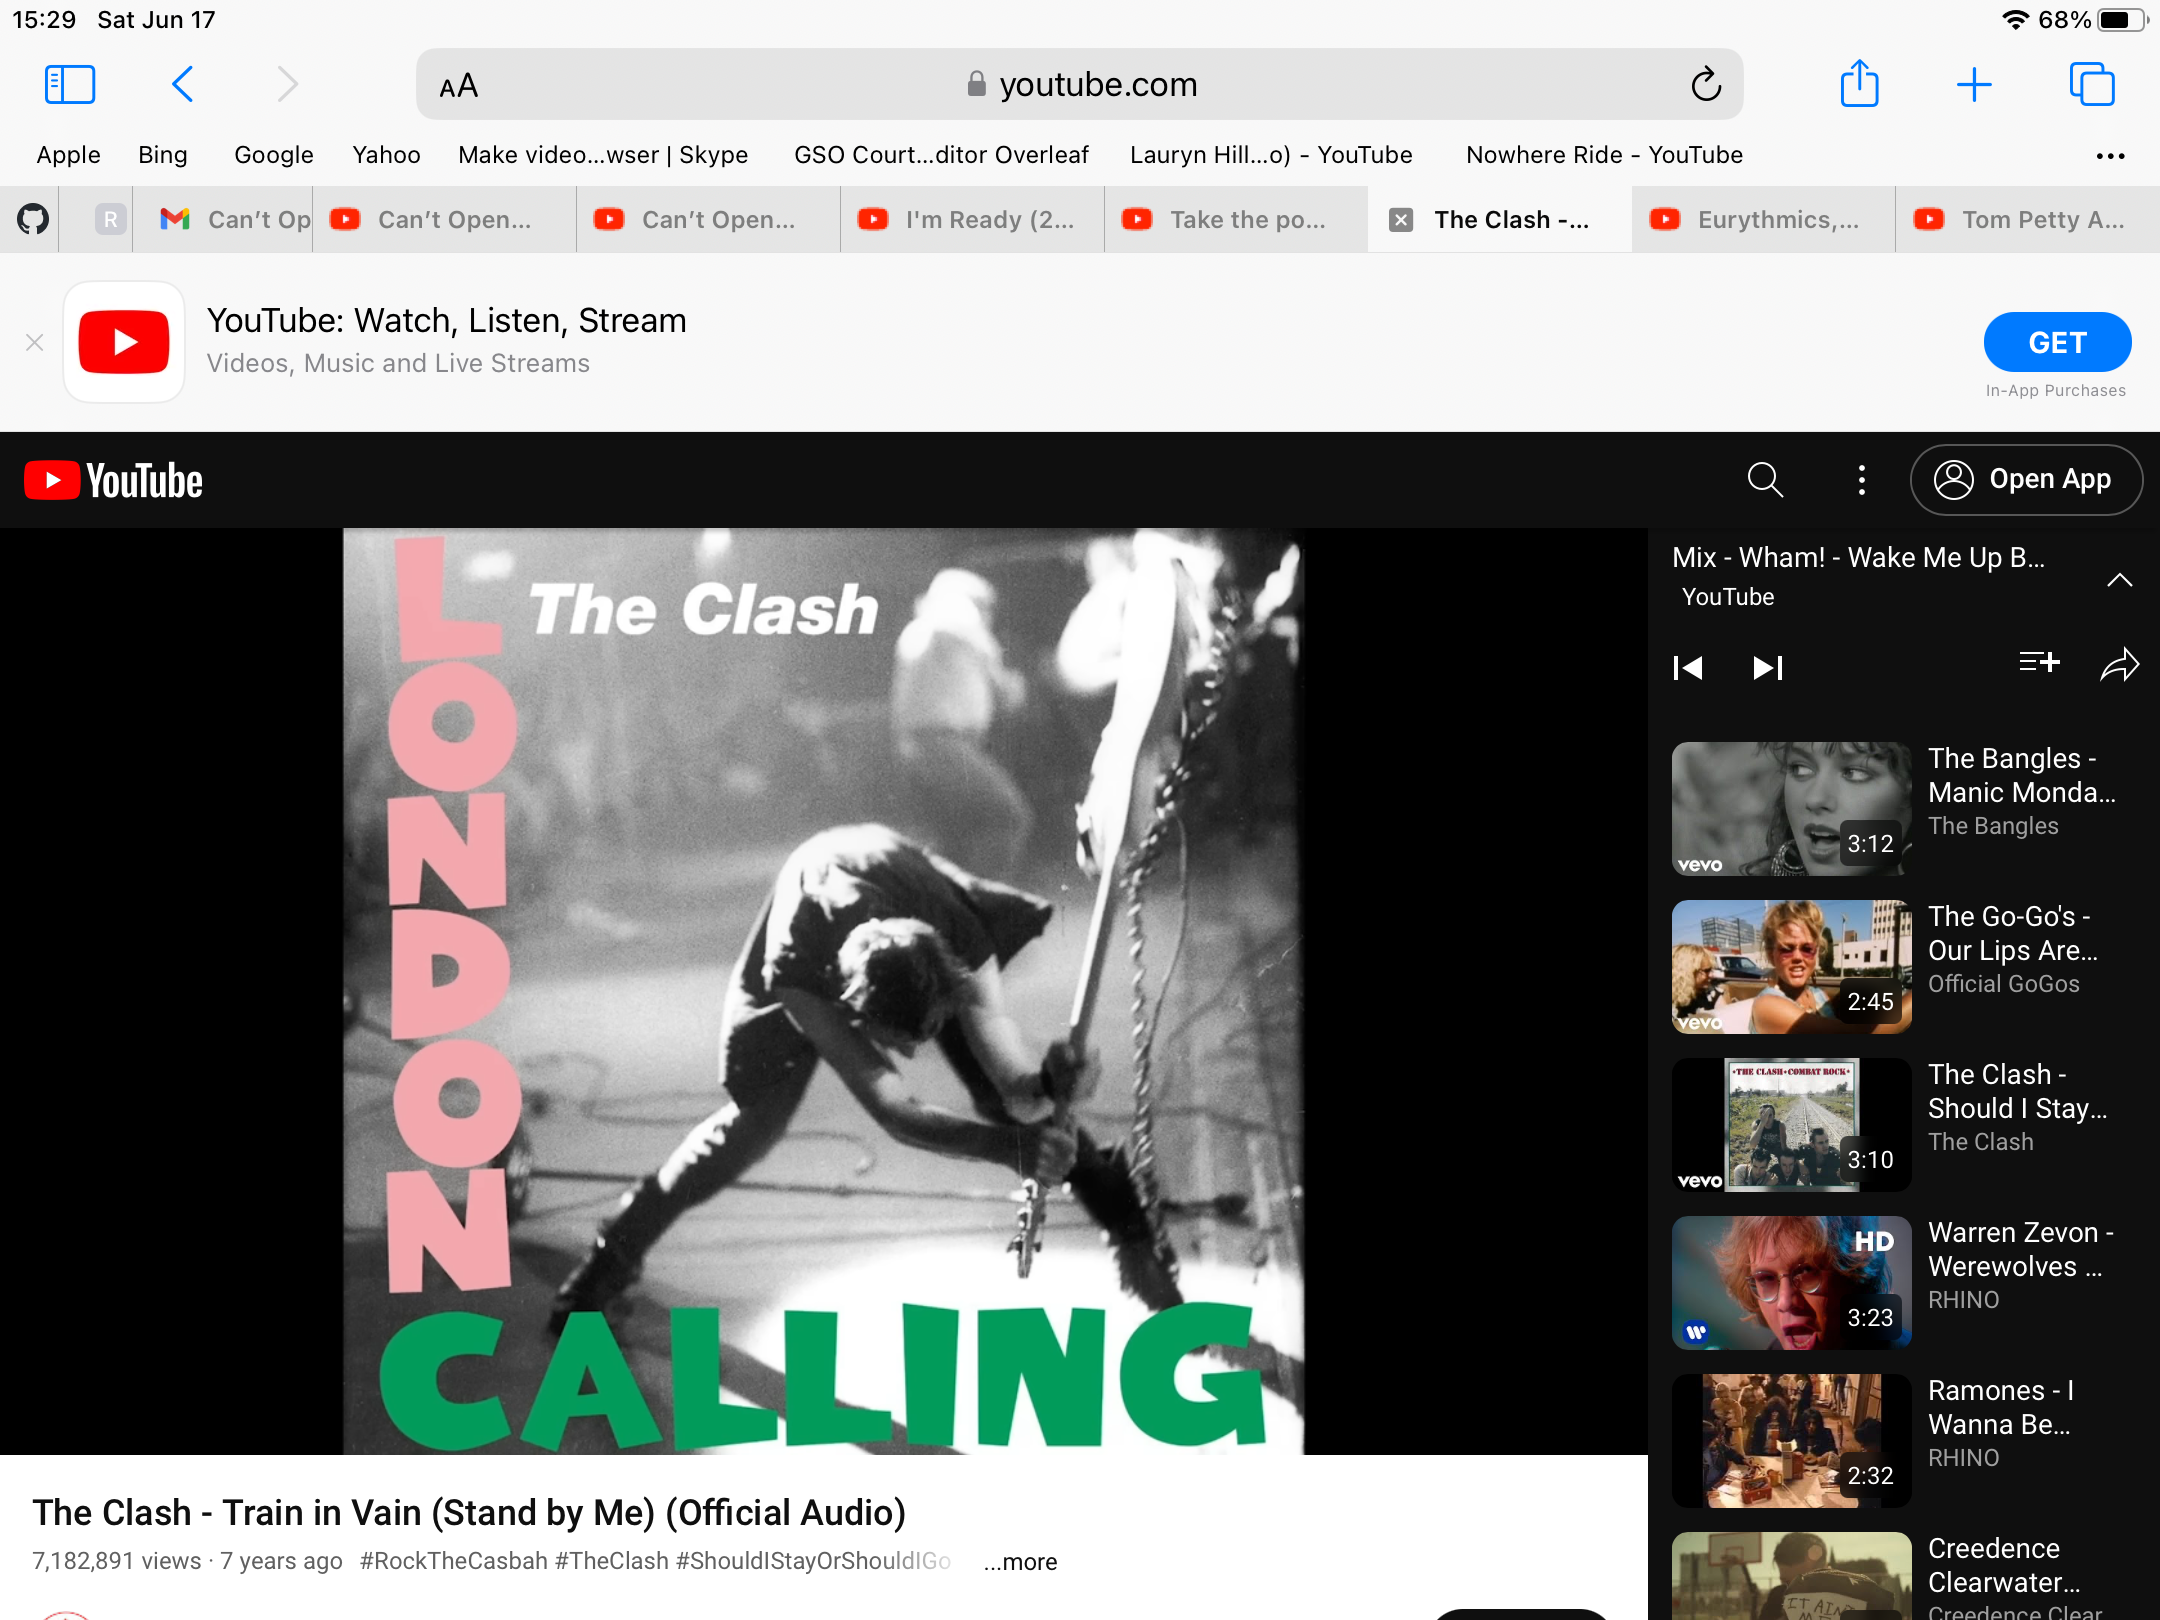 15:29 Sat Jun 17
68%
AA
youtube.com
Apple
Bing
Google
Yahoo
Make video...wser | Skype
GSO Court...ditor Overleaf
Lauryn Hill...o) - YouTube
Nowhere Ride - YouTube
R
Can’t Op
Can’t Open...
Can’t Open...
I'm Ready (2...
Take the po...
The Clash -...
Eurythmics,...
Tom Petty A...
YouTube: Watch, Listen, Stream
Videos, Music and Live Streams
GET
In-App Purchases
YouTube
Open App
The Clash
LONDON
CALLING
The Clash - Train in Vain (Stand by Me) (Official Audio)
7,182,891 views · 7 years ago #RockTheCasbah #TheClash #ShouldIStayOrShouldIGo ...more
Mix - Wham! - Wake Me Up B...
YouTube
The Bangles -
Manic Monda...
The Bangles
vevo
3:12
The Go-Go's -
Our Lips Are...
Official GoGos
vevo
2:45
The Clash -
Should I Stay...
The Clash
•THE CLASH•COMBAT ROCK•
vevo
3:10
Warren Zevon -
Werewolves ...
RHINO
HD
3:23
Ramones - I
Wanna Be...
RHINO
2:32
Creedence
Clearwater...
Creedence Clear
IT AIN